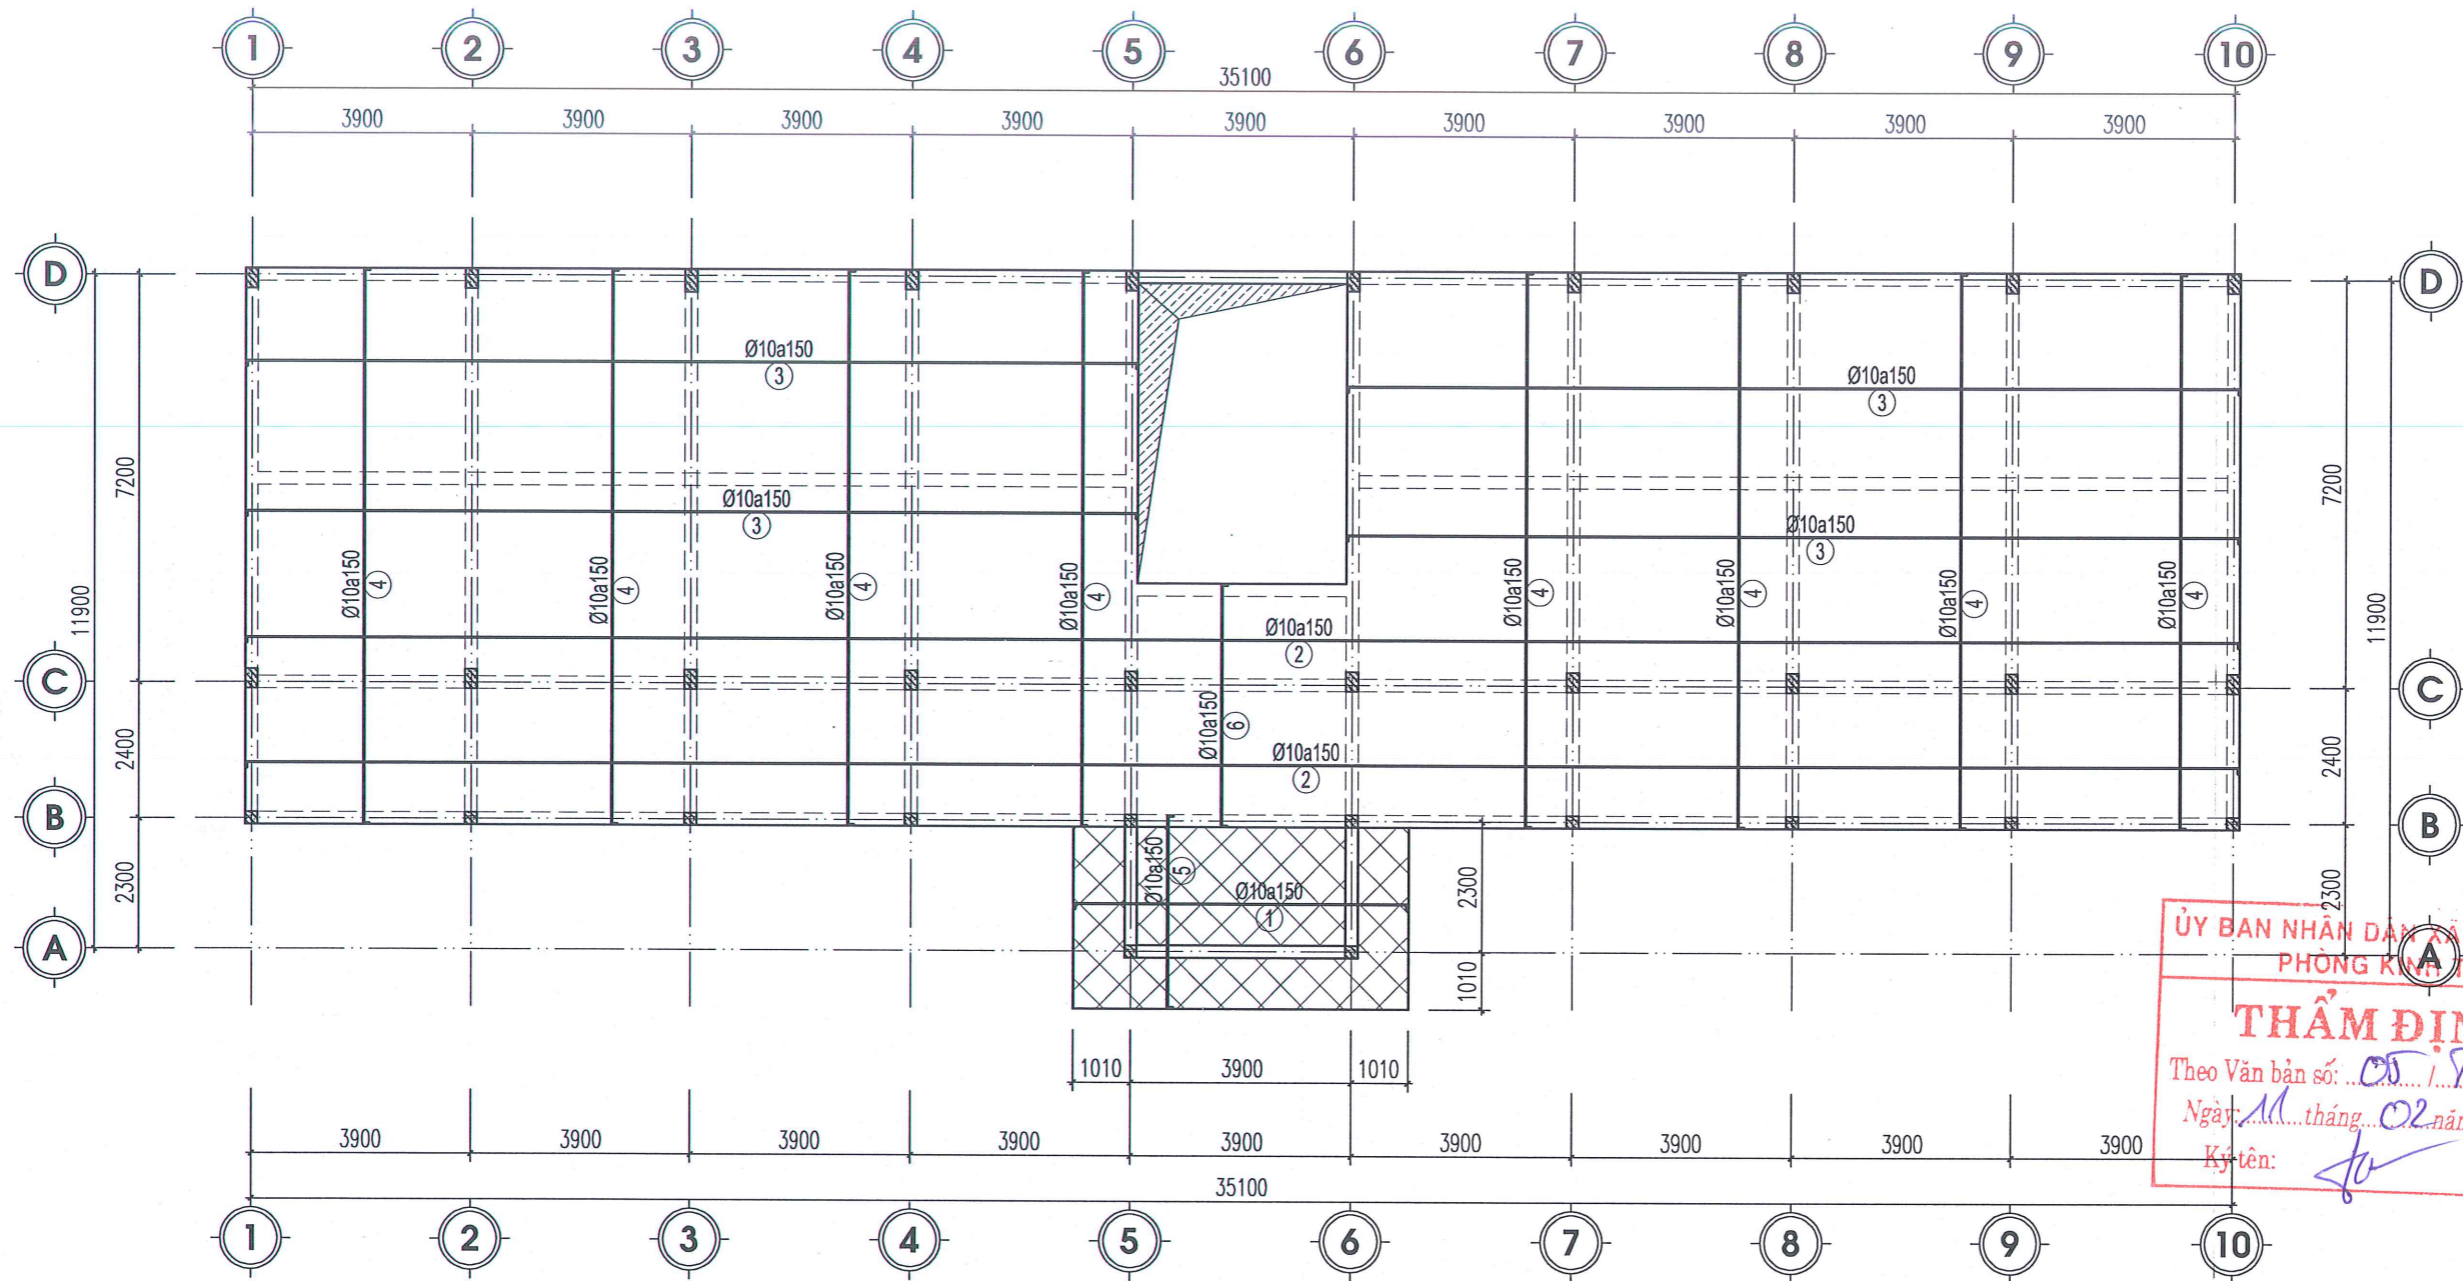 1 2 3 4 5 6 7 8 9 10
35100
3900 3900 3900 3900 3900 3900 3900 3900 3900
D D
Ø10a150
3
Ø10a150
3
7200 7200
Ø10a150
3
Ø10a150
3
Ø10a150 4
Ø10a150 4
Ø10a150 4
Ø10a150 4
Ø10a150 4
Ø10a150 4
Ø10a150 4
Ø10a150 4
11900 11900
Ø10a150
2
C C
Ø10a150 6
2400 2400
Ø10a150
2
B B
Ø10a150 5
2300 2300 2300
Ø10a150
1
A A
1010
1010 3900 1010
ỦY BAN NHÂN DÂN XÃ
PHÒNG KINH T
THẨM ĐỊN
Theo Văn bản số: 05 /
Ngày: 11 tháng 02 năm
Ký tên:
3900 3900 3900 3900 3900 3900 3900 3900 3900
35100
1 2 3 4 5 6 7 8 9 10